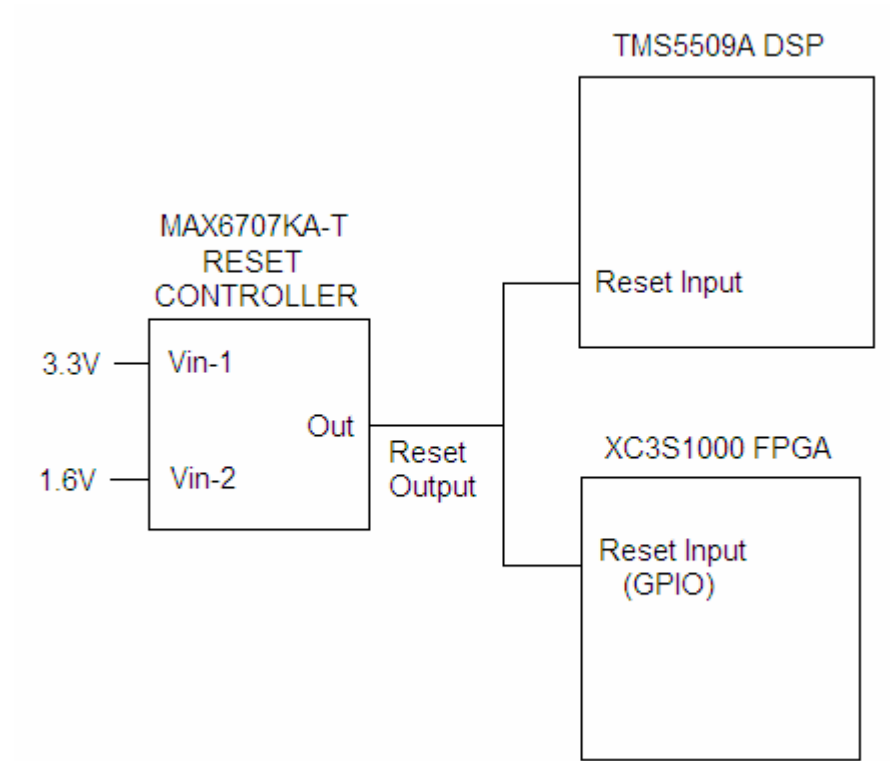 TMS5509A DSP
Reset Input
MAX6707KA-T
RESET
CONTROLLER
3.3V
Vin-1
Out
1.6V
Vin-2
Reset
Output
XC3S1000 FPGA
Reset Input
(GPIO)